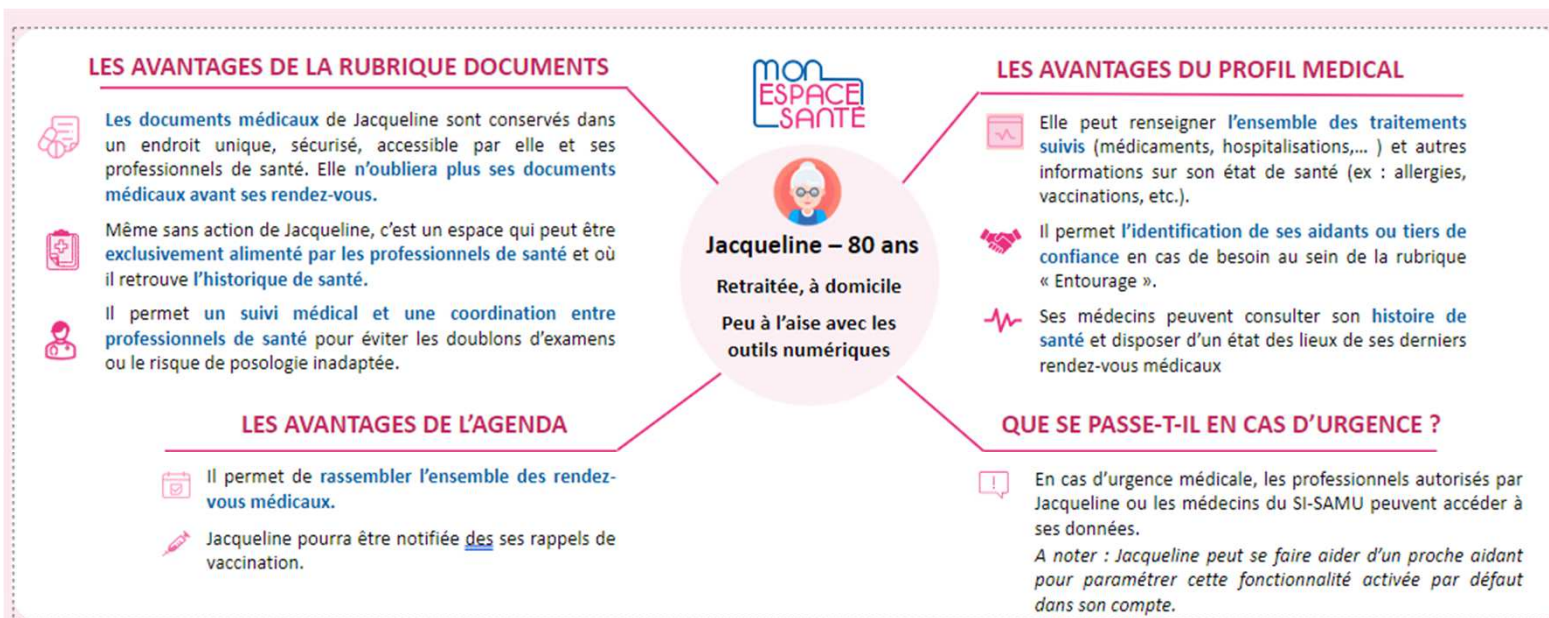 LES AVANTAGES DE LA RUBRIQUE DOCUMENTS
Les documents médicaux de Jacqueline sont conservés dans
un endroit unique, sécurisé, accessible par elle et ses
professionnels de santé. Elle n’oubliera plus ses documents
médicaux avant ses rendez-vous.
Même sans action de Jacqueline, c’est un espace qui peut être
exclusivement alimenté par les professionnels de santé et où
il retrouve l’historique de santé.
Il permet un suivi médical et une coordination entre
professionnels de santé pour éviter les doublons d’examens
ou le risque de posologie inadaptée.
LES AVANTAGES DE L’AGENDA
Il permet de rassembler l’ensemble des rendez-
vous médicaux.
Jacqueline pourra être notifiée des ses rappels de
vaccination.
mon
ESPACE
SANTÉ
Jacqueline – 80 ans
Retraitée, à domicile
Peu à l’aise avec les
outils numériques
LES AVANTAGES DU PROFIL MEDICAL
Elle peut renseigner l’ensemble des traitements
suivis (médicaments, hospitalisations,... ) et autres
informations sur son état de santé (ex : allergies,
vaccinations, etc.).
Il permet l’identification de ses aidants ou tiers de
confiance en cas de besoin au sein de la rubrique
« Entourage ».
Ses médecins peuvent consulter son histoire de
santé et disposer d’un état des lieux de ses derniers
rendez-vous médicaux
QUE SE PASSE-T-IL EN CAS D’URGENCE ?
En cas d’urgence médicale, les professionnels autorisés par
Jacqueline ou les médecins du SI-SAMU peuvent accéder à
ses données.
A noter : Jacqueline peut se faire aider d’un proche aidant
pour paramétrer cette fonctionnalité activée par défaut
dans son compte.